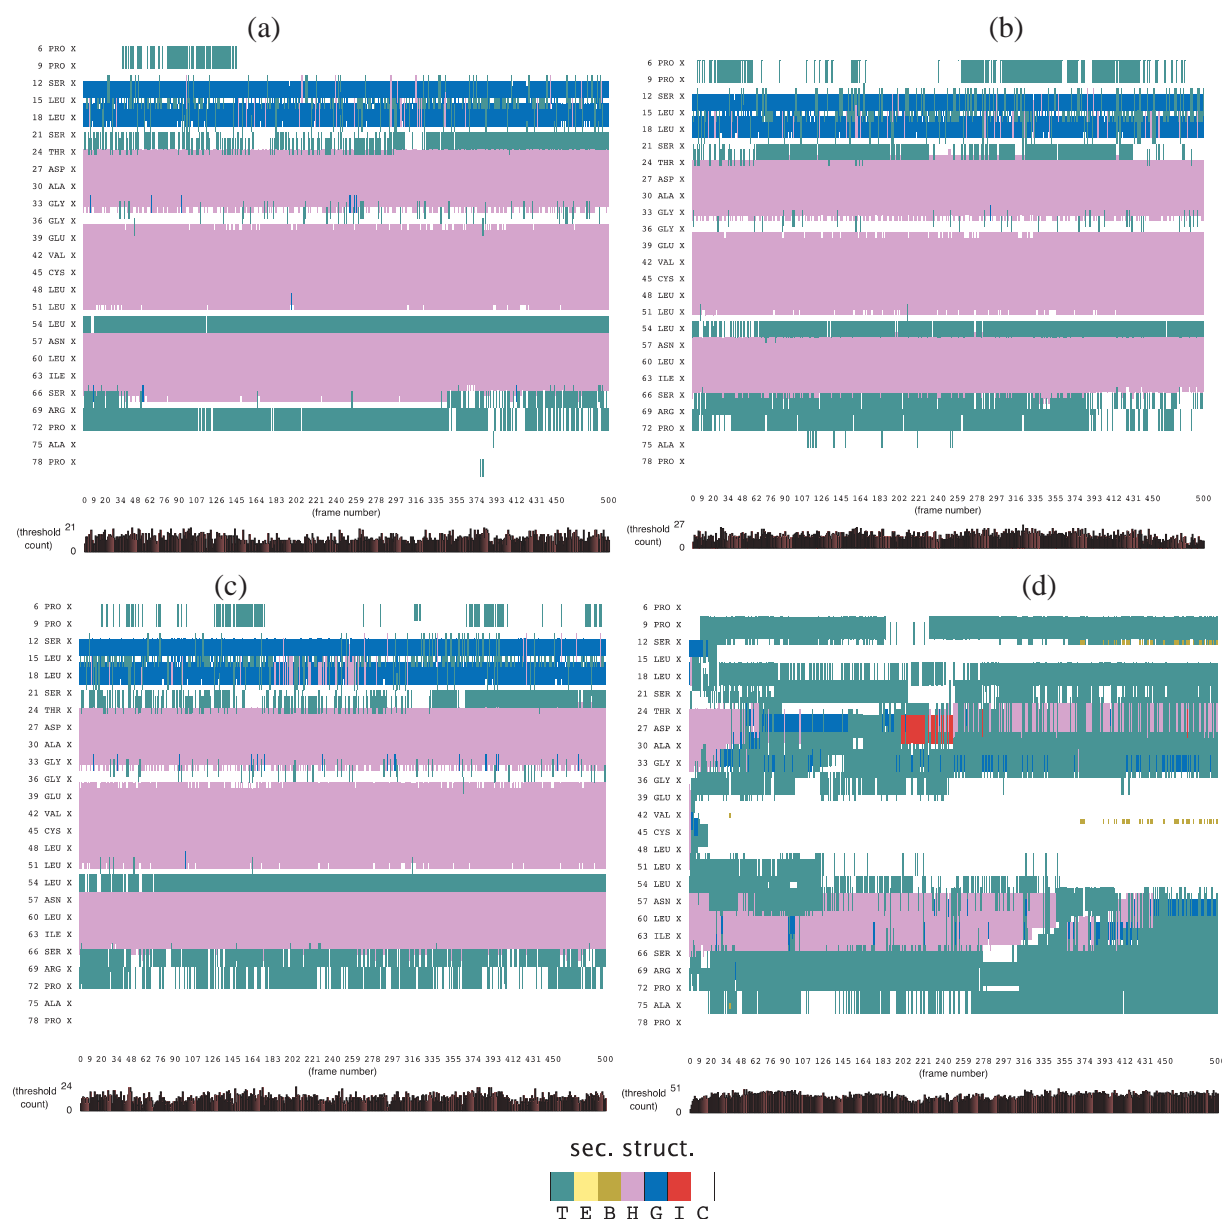 (a)
6 PRO X
9 PRO X
12 SER X
15 LEU X
18 LEU X
21 SER X
24 THR X
27 ASP X
30 ALA X
33 GLY X
36 GLY X
39 GLU X
42 VAL X
45 CYS X
48 LEU X
51 LEU X
54 LEU X
57 ASN X
60 LEU X
63 ILE X
66 SER X
69 ARG X
72 PRO X
75 ALA X
78 PRO X
0 9 20 34 48 62 76 90 107 126 145 164 183 202 221 240 259 278 297 316 335 354 374 393 412 431 450 500
(frame number)
(threshold count)
21
0
(b)
6 PRO X
9 PRO X
12 SER X
15 LEU X
18 LEU X
21 SER X
24 THR X
27 ASP X
30 ALA X
33 GLY X
36 GLY X
39 GLU X
42 VAL X
45 CYS X
48 LEU X
51 LEU X
54 LEU X
57 ASN X
60 LEU X
63 ILE X
66 SER X
69 ARG X
72 PRO X
75 ALA X
78 PRO X
0 9 20 34 48 62 76 90 107 126 145 164 183 202 221 240 259 278 297 316 335 354 374 393 412 431 450 500
(frame number)
(threshold count)
27
0
(c)
6 PRO X
9 PRO X
12 SER X
15 LEU X
18 LEU X
21 SER X
24 THR X
27 ASP X
30 ALA X
33 GLY X
36 GLY X
39 GLU X
42 VAL X
45 CYS X
48 LEU X
51 LEU X
54 LEU X
57 ASN X
60 LEU X
63 ILE X
66 SER X
69 ARG X
72 PRO X
75 ALA X
78 PRO X
0 9 20 34 48 62 76 90 107 126 145 164 183 202 221 240 259 278 297 316 335 354 374 393 412 431 450 500
(frame number)
(threshold count)
24
0
(d)
6 PRO X
9 PRO X
12 SER X
15 LEU X
18 LEU X
21 SER X
24 THR X
27 ASP X
30 ALA X
33 GLY X
36 GLY X
39 GLU X
42 VAL X
45 CYS X
48 LEU X
51 LEU X
54 LEU X
57 ASN X
60 LEU X
63 ILE X
66 SER X
69 ARG X
72 PRO X
75 ALA X
78 PRO X
0 9 20 34 48 62 76 90 107 126 145 164 183 202 221 240 259 278 297 316 335 354 374 393 412 431 450
(frame number)
(threshold count)
51
0
sec. struct.
T E B H G I C